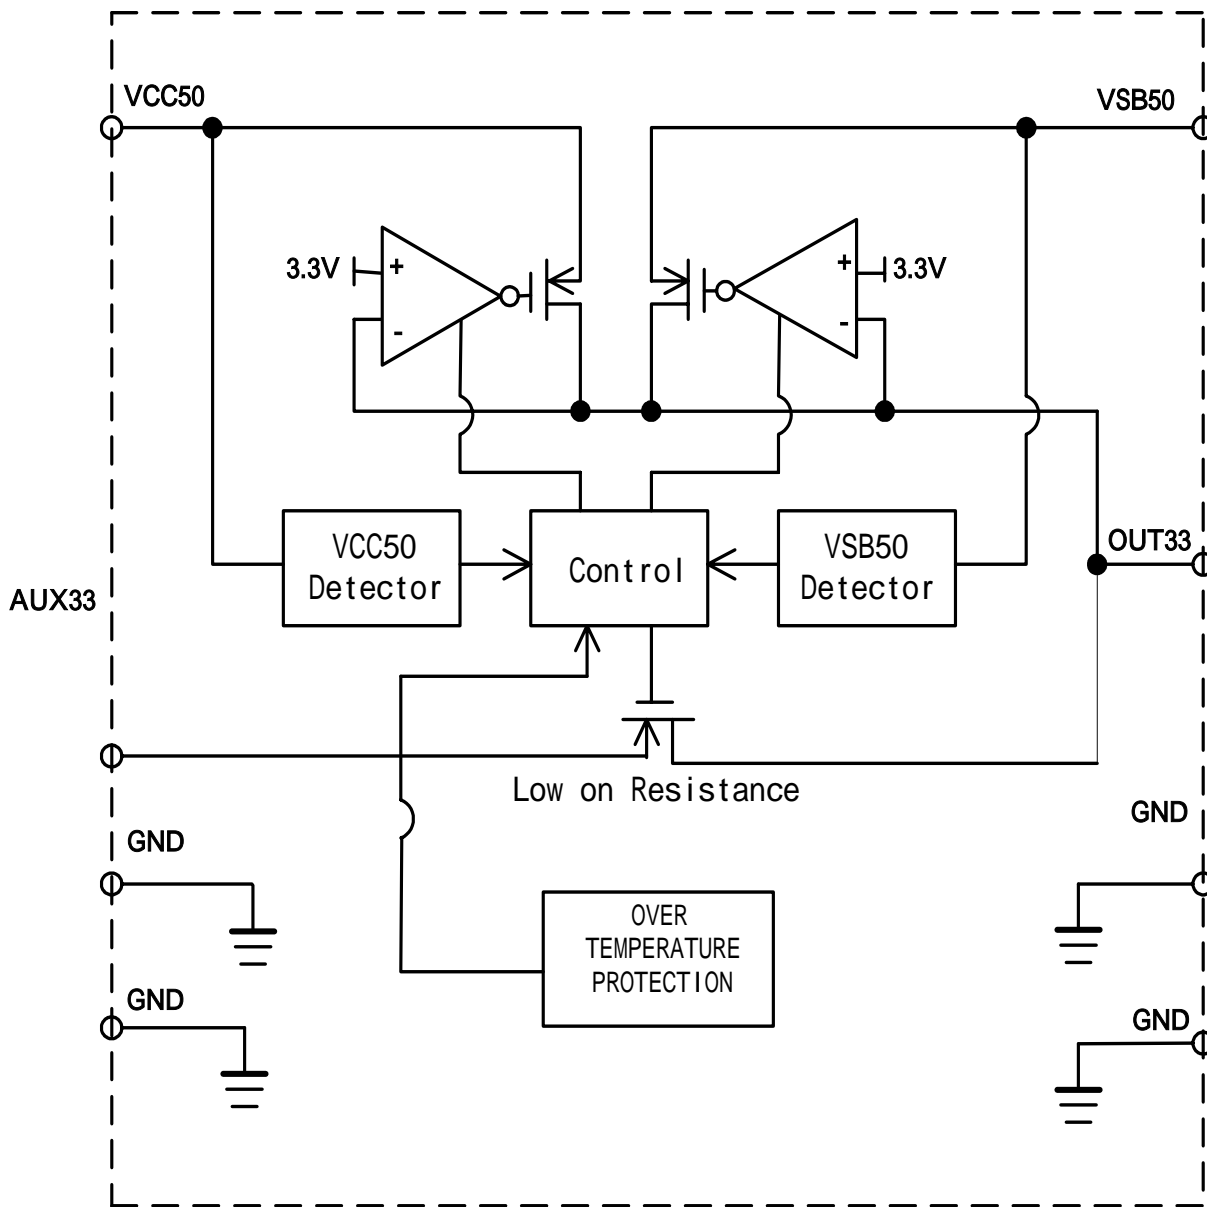 VCC50
VSB50
3.3V
+
-
+
3.3V
-
VCC50
Detector
Control
VSB50
Detector
OUT33
AUX33
Low on Resistance
GND
GND
OVER
TEMPERATURE
PROTECTION
GND
GND